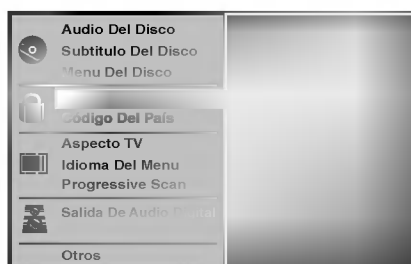 Audio Del Disco
Subtitulo Del Disco
Menu Del Disco
Código Del País
Aspecto TV
Idioma Del Menu
Progressive Scan
Salida De Audio Digital
Otros